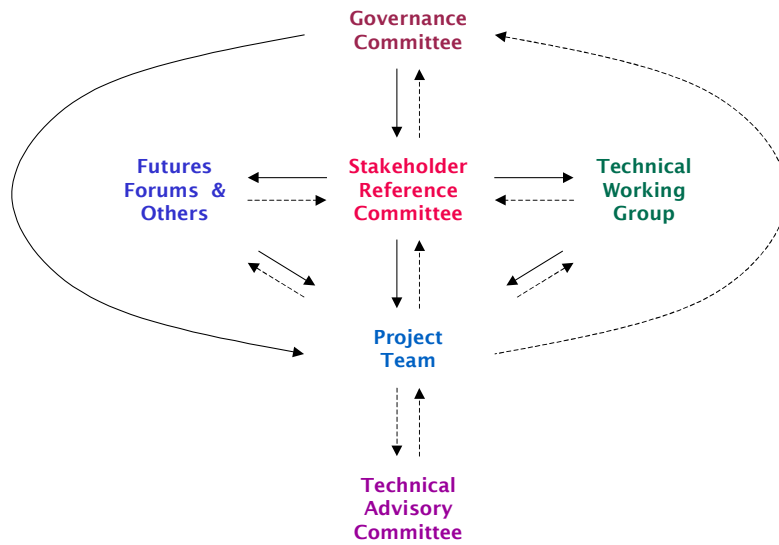 Governance
Committee
Futures
Forums & 
Others
Stakeholder
Reference
Committee
Technical
Working
Group
Project
Team
Technical
Advisory
Committee